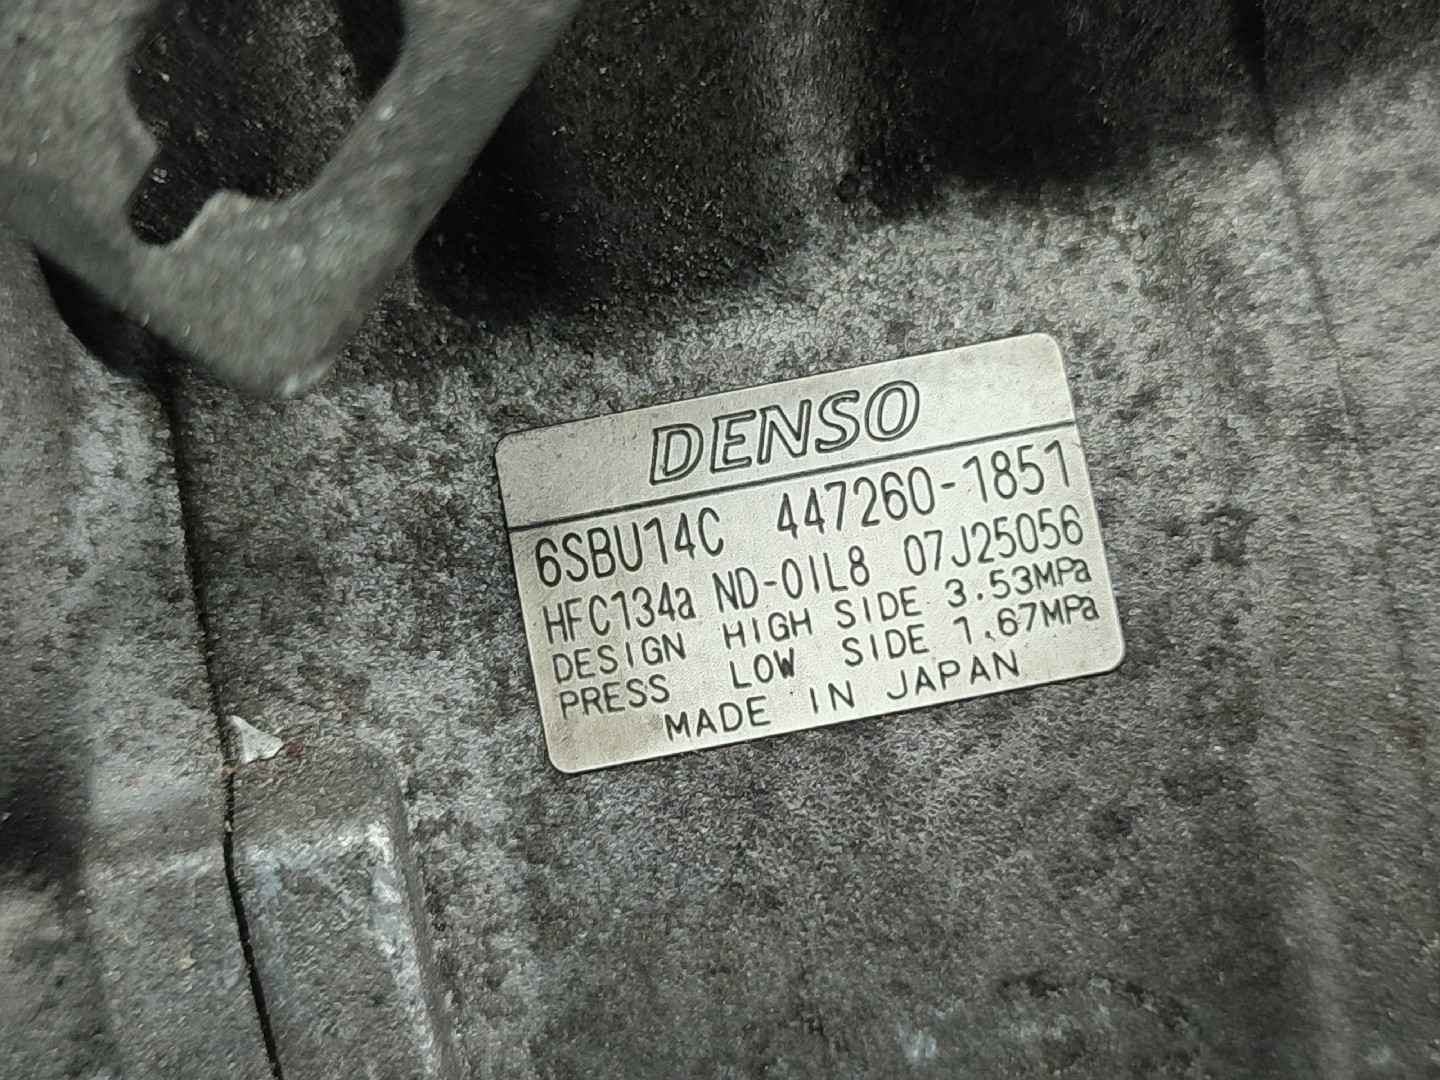 DENSO
6SBU14C 447260-1851
HFC134a ND-OIL8 07J25056
DESIGN HIGH SIDE 3.53MPa
PRESS LOW SIDE 1.67MPa
MADE IN JAPAN